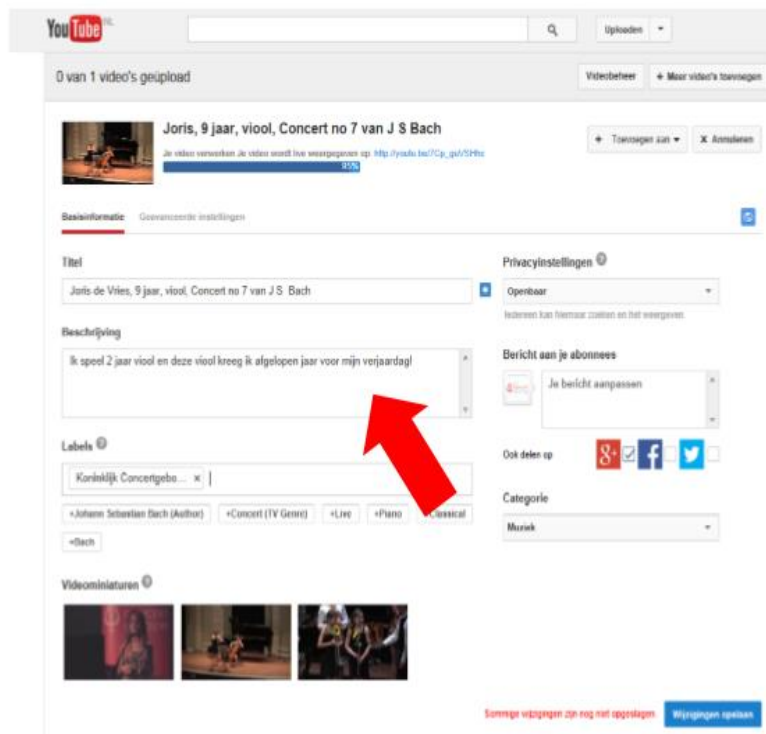 YouTube NL
Uploaden
0 van 1 video's geüpload
Videobeheer
+ Meer video's toevoegen
Joris, 9 jaar, viool, Concert no 7 van J S Bach
Je video verwerken Je video wordt live weergegeven op:
95%
+ Toevoegen aan
X Annuleren
Basisinformatie
Geavanceerde instellingen
Titel
Joris de Vries, 9 jaar, viool, Concert no 7 van J S Bach
Beschrijving
Ik speel 2 jaar viool en deze viool kreeg ik afgelopen jaar voor mijn verjaardag!
Labels
Koninklijk Concertgebo... x
+Johann Sebastian Bach (Author)
+Concert (TV Genre)
+Live
+Piano
+Classical
+Bach
Videominiaturen
Privacyinstellingen
Openbaar
Iedereen kan hiernaar zoeken en het weergeven
Bericht aan je abonnees
Je bericht aanpassen
Ook delen op
8+
f
Categorie
Muziek
Sommige wijzigingen zijn nog niet opgeslagen
Wijzigingen opslaan